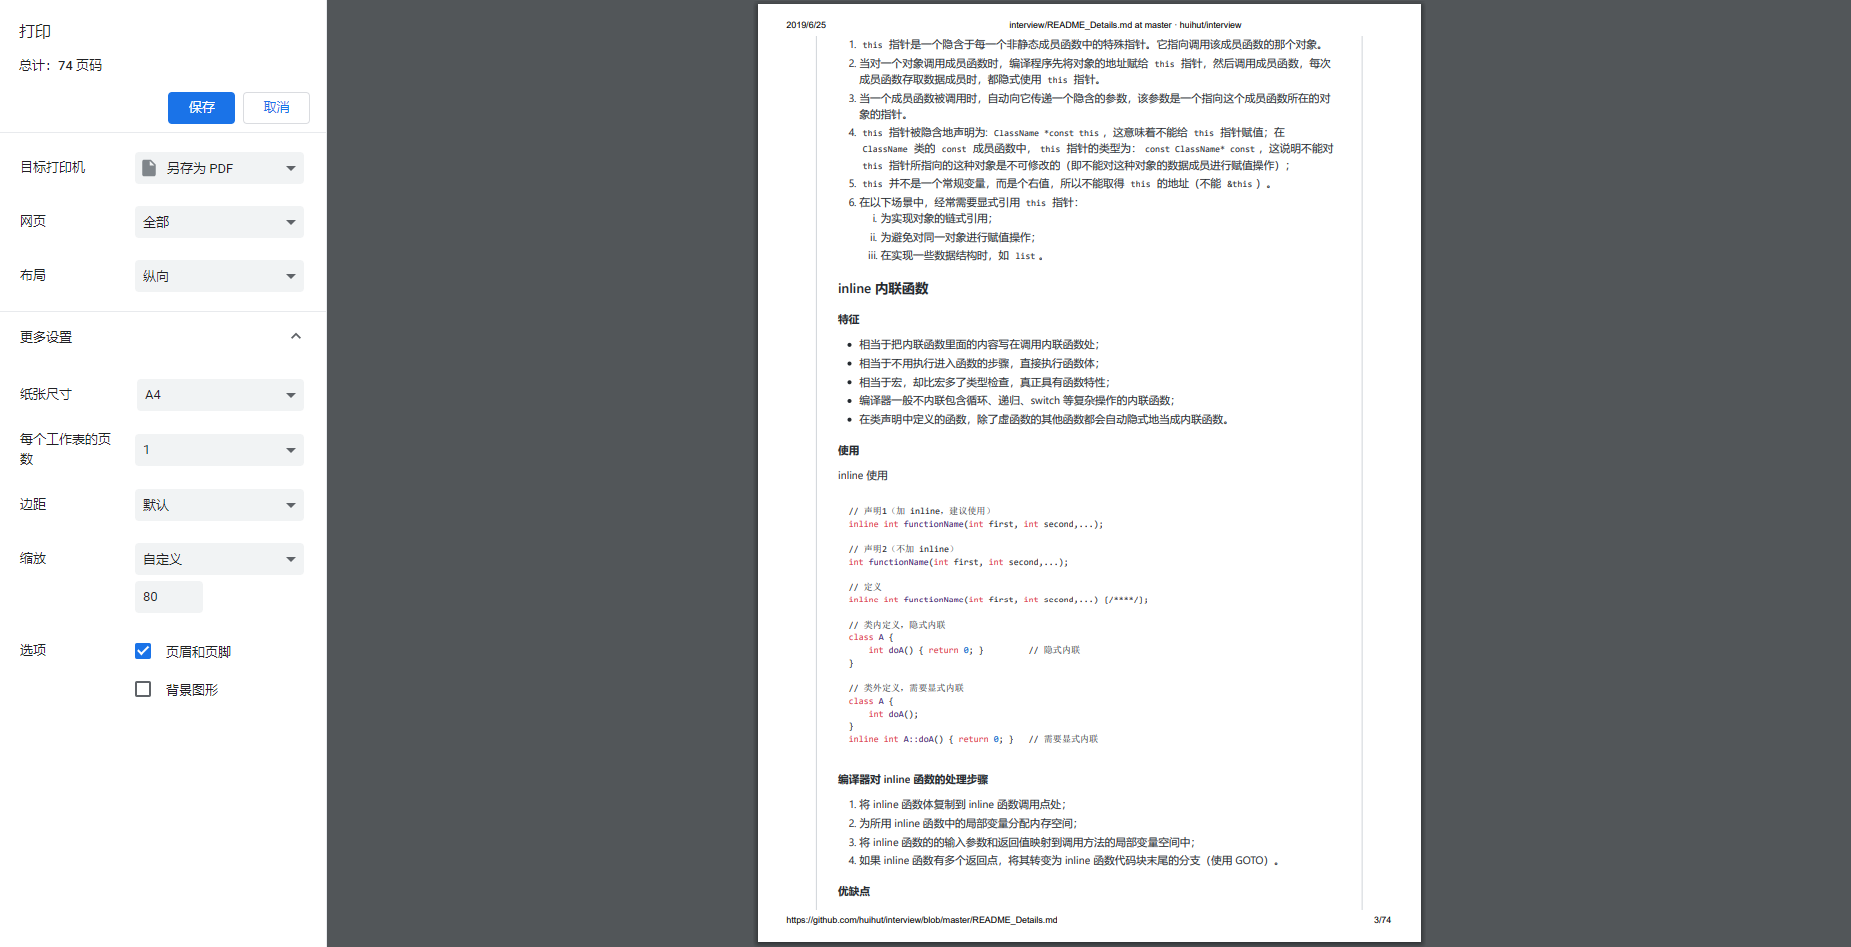 打印
总计：74 页码
保存
取消
目标打印机
另存为 PDF
网页
全部
布局
纵向
更多设置
纸张尺寸
A4
每个工作表的页
数
1
边距
默认
缩放
自定义
80
选项
页眉和页脚
背景图形
2019/6/25
interview/README_Details.md at master · huihut/interview
1. this 指针是一个隐含于每一个非静态成员函数中的特殊指针。它指向调用该成员函数的那个对象。
2. 当对一个对象调用成员函数时，编译程序先将对象的地址赋给 this 指针，然后调用成员函数，每次
成员函数存取数据成员时，都隐式使用 this 指针。
3. 当一个成员函数被调用时，自动向它传递一个隐含的参数，该参数是一个指向这个成员函数所在的对
象的指针。
4. this 指针被隐含地声明为: ClassName *const this ，这意味着不能给 this 指针赋值；在
ClassName 类的 const 成员函数中， this 指针的类型为： const ClassName* const ，这说明不能对
this 指针所指向的这种对象是不可修改的（即不能对这种对象的数据成员进行赋值操作）；
5. this 并不是一个常规变量，而是个右值，所以不能取得 this 的地址（不能 &this ）。
6. 在以下场景中，经常需要显式引用 this 指针：
i. 为实现对象的链式引用；
ii. 为避免对同一对象进行赋值操作；
iii. 在实现一些数据结构时，如 list 。
inline 内联函数
特征
• 相当于把内联函数里面的内容写在调用内联函数处；
• 相当于不用执行进入函数的步骤，直接执行函数体；
• 相当于宏，却比宏多了类型检查，真正具有函数特性；
• 编译器一般不内联包含循环、递归、switch 等复杂操作的内联函数；
• 在类声明中定义的函数，除了虚函数的其他函数都会自动隐式地当成内联函数。
使用
inline 使用
// 声明1（加 inline，建议使用）
inline int functionName(int first, int second,...);
// 声明2（不加 inline）
int functionName(int first, int second,...);
// 定义
inline int functionName(int first, int second,...) {/****/};
// 类内定义，隐式内联
class A {
int doA() { return 0; } // 隐式内联
}
// 类外定义，需要显式内联
class A {
int doA();
}
inline int A::doA() { return 0; } // 需要显式内联
编译器对 inline 函数的处理步骤
1. 将 inline 函数体复制到 inline 函数调用点处；
2. 为所用 inline 函数中的局部变量分配内存空间；
3. 将 inline 函数的的输入参数和返回值映射到调用方法的局部变量空间中；
4. 如果 inline 函数有多个返回点，将其转变为 inline 函数代码块末尾的分支（使用 GOTO）。
优缺点
https://github.com/huihut/interview/blob/master/README_Details.md
3/74